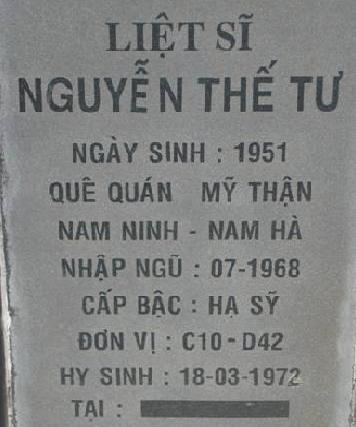 LIỆT SĨ
NGUYỄN THẾ TƯ
NGÀY SINH : 1951
QUÊ QUÁN MỸ THẬN
NAM NINH - NAM HÀ
NHẬP NGŨ : 07-1968
CẤP BẬC : HẠ SỸ
ĐƠN VỊ : C10 - D42
HY SINH : 18-03-1972
TẠI :